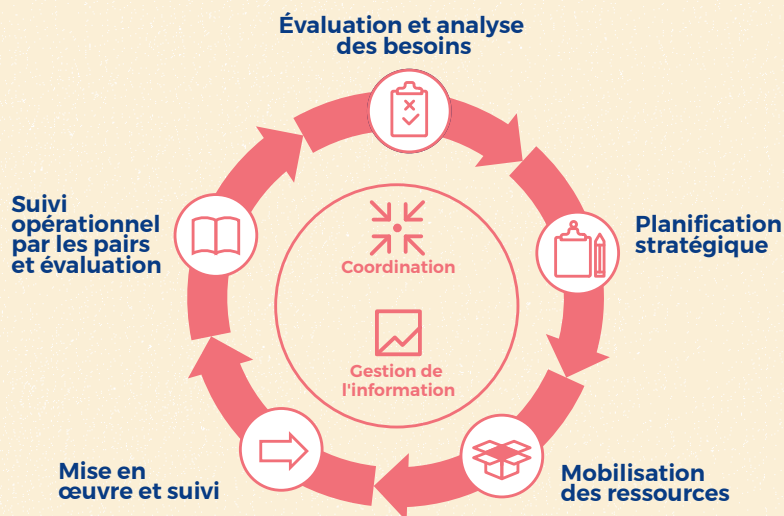 Évaluation et analyse
des besoins
Planification
stratégique
Mobilisation
des ressources
Mise en
œuvre et suivi
Suivi
opérationnel
par les pairs
et évaluation
Coordination
Gestion de
l'information